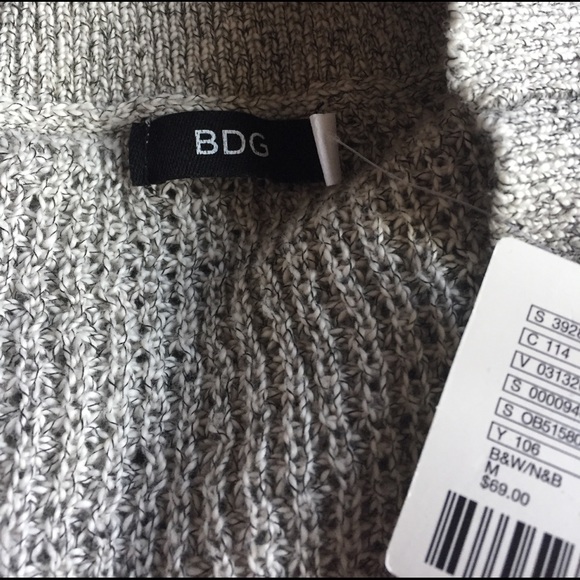 BDG
S 392
C 114
V 03132
S 000094
S OB5158
Y 106
B&W/N&B
M
$69.00